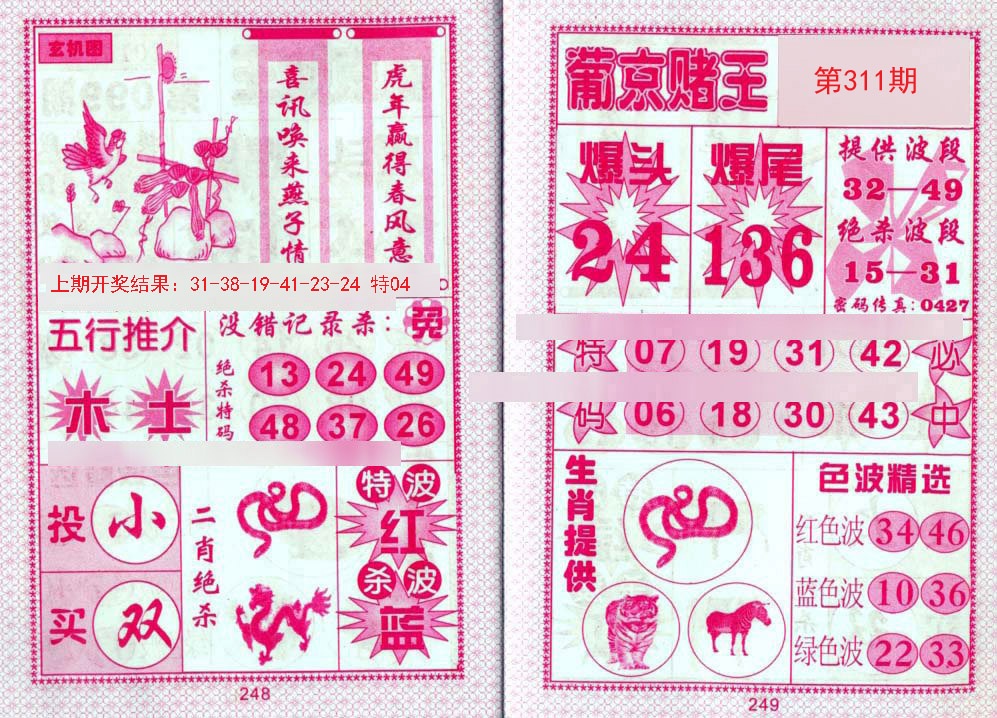 玄机图
喜讯唤来燕子情
虎年赢得春风意
上期开奖结果：31-38-19-41-23-24 特04
五行推介
木 土
没错记录杀：兔
绝杀特码
13 24 49
48 37 26
投 小
买 双
二肖绝杀
特波
红
杀波
蓝
248
葡京赌王
第311期
爆头
24
爆尾
136
提供波段
32—49
绝杀波段
15—31
密码传真：0427
特 07 19 31 42 必
码 06 18 30 43 中
生肖提供
色波精选
红色波 34 46
蓝色波 10 36
绿色波 22 33
249